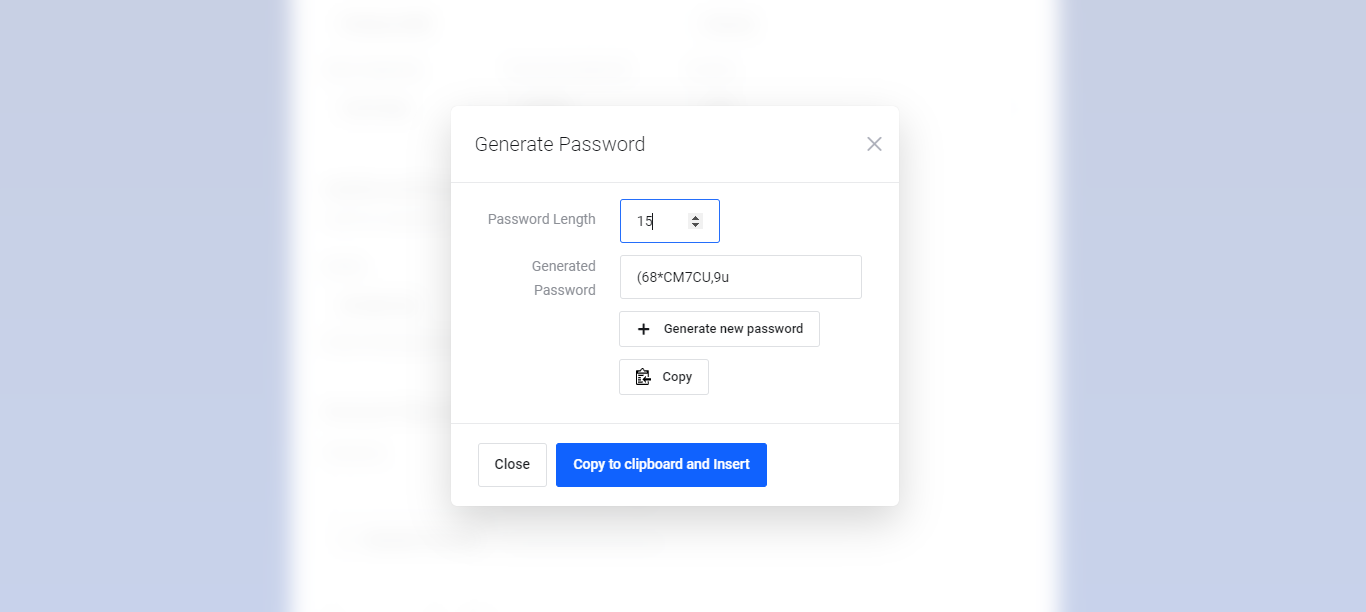 Generate Password
Password Length
15
Generated
Password
(68*CM7CU,9u
Generate new password
Copy
Close
Copy to clipboard and Insert